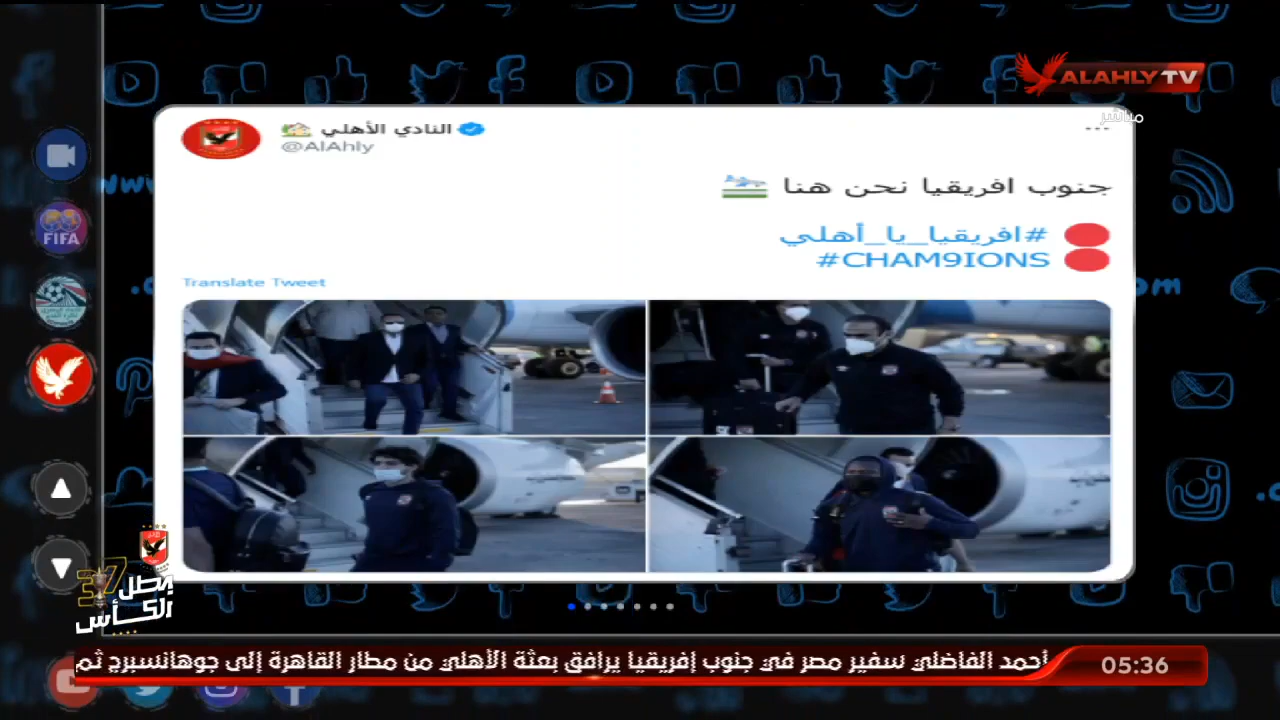 ALAHLY TV
مباشر
النادي الأهلي
@AlAhly
جنوب افريقيا نحن هنا
#افريقيا_يا_أهلي
#CHAM9IONS
Translate Tweet
FIFA
37
بطل
الكأس
أحمد الفاضلي سفير مصر في جنوب إفريقيا يرافق بعثة الأهلي من مطار القاهرة إلى جوهانسبرج ثم
05:36